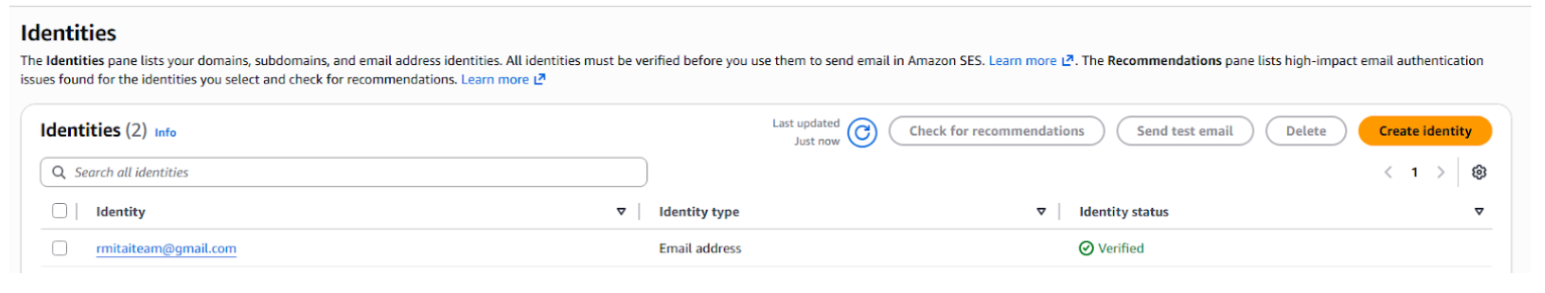 Identities
The Identities pane lists your domains, subdomains, and email address identities. All identities must be verified before you use them to send email in Amazon SES. Learn more. The Recommendations pane lists high-impact email authentication
issues found for the identities you select and check for recommendations. Learn more
Identities (2) Info
Last updated
Just now
Check for recommendations
Send test email
Delete
Create identity
Search all identities
1
Identity
Identity type
Identity status
rmitaiteam@gmail.com
Email address
Verified